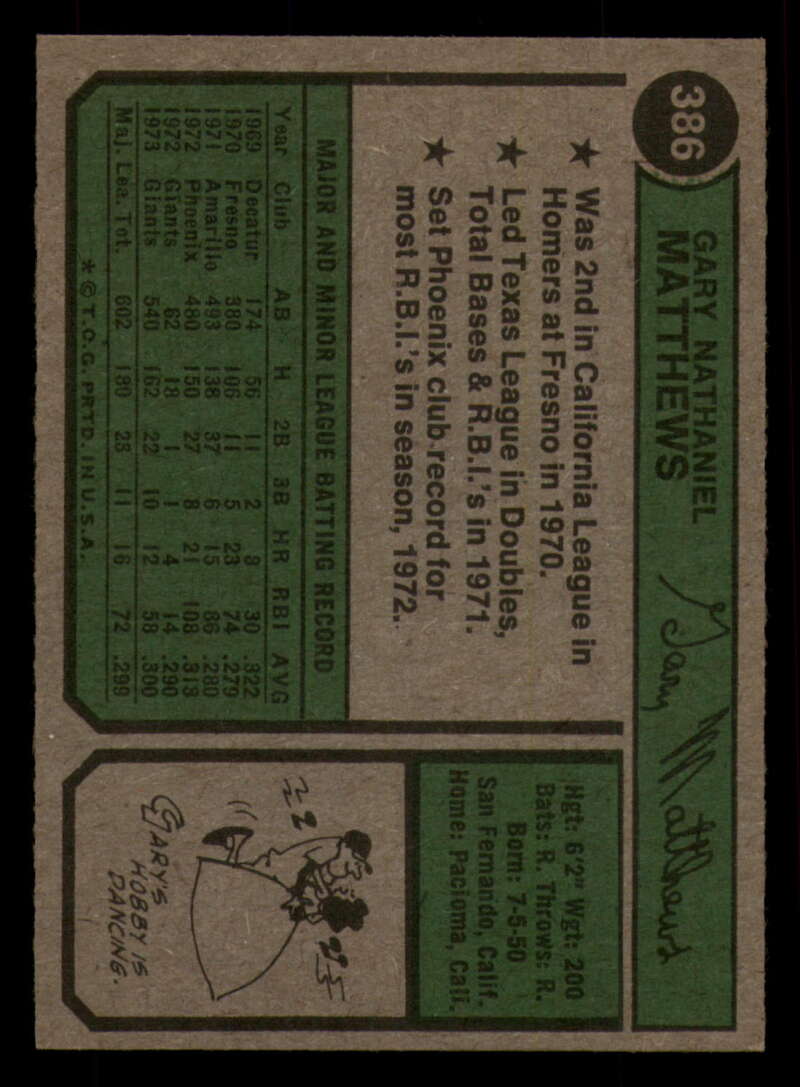 386
GARY NATHANIEL
MATTHEWS
Gary Matthews
★ Was 2nd in California League in
Homers at Fresno in 1970.
★ Led Texas League in Doubles,
Total Bases & R.B.I.'s in 1971.
★ Set Phoenix club record for
most R.B.I.'s in season, 1972.
MAJOR AND MINOR LEAGUE BATTING RECORD
Year Club AB H 2B 3B HR RBI AVG
1969 Decatur 174 56 11 2 8 30 .322
1970 Fresno 380 106 11 5 23 74 .279
1971 Amarillo 493 138 37 6 15 86 .280
1972 Phoenix 480 150 27 8 21 108 .313
1972 Giants 62 18 1 1 4 14 .290
1973 Giants 540 162 22 10 12 58 .300
Maj. Lea. Tot. 602 180 23 11 16 72 .299
* © T.C.G. PRTD. IN U.S.A.
Hgt: 6'2" Wgt: 200
Bats: R. Throws: R.
Born: 7-5-50
San Fernando, Calif.
Home: Pacioma, Cali.
GARY'S
HOBBY IS
DANCING.